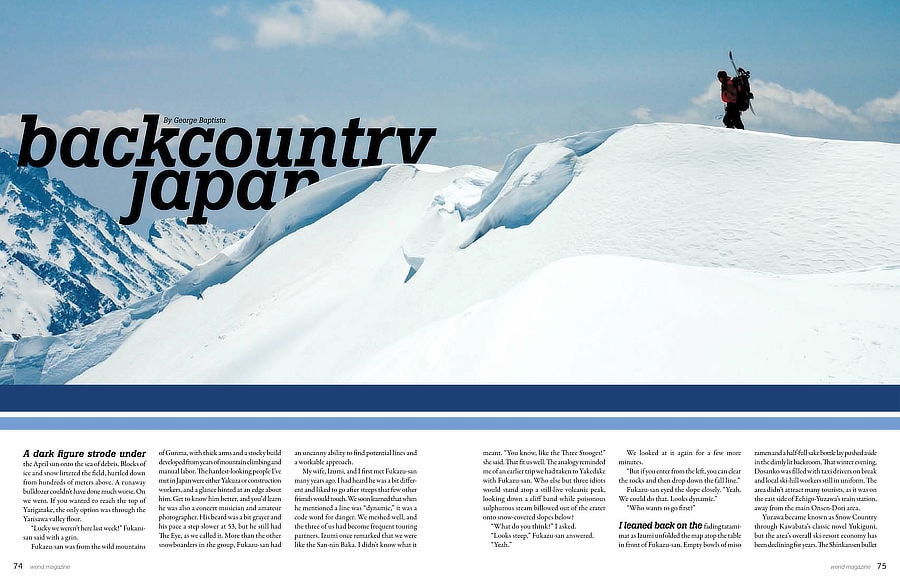 By George Baptista
backcountry
japan
A dark figure strode under
the April sun onto the sea of debris. Blocks of
ice and snow littered the field, hurtled down
from hundreds of meters above. A runaway
bulldozer couldn't have done much worse. On
we went. If you wanted to reach the top of
Yarigatake, the only option was through the
Yarisawa valley floor.
"Lucky we weren't here last week!" Fukazu-
san said with a grin.
Fukazu-san was from the wild mountains
of Gunma, with thick arms and a stocky build
developed from years of mountain climbing and
manual labor. The hardest-looking people I've
met in Japan were either Yakuza or construction
workers, and a glance hinted at an edge about
him. Get to know him better, and you'd learn
he was also a concert musician and amateur
photographer. His beard was a bit grayer and
his pace a step slower at 53, but he still had
The Eye, as we called it. More than the other
snowboarders in the group, Fukazu-san had
an uncanny ability to find potential lines and
a workable approach.
My wife, Izumi, and I first met Fukazu-san
many years ago. I had heard he was a bit differ-
ent and liked to go after steeps that few other
friends would touch. We soon learned that when
he mentioned a line was "dynamic," it was a
code word for danger. We meshed well, and
the three of us had become frequent touring
partners. Izumi once remarked that we were
like the San-nin Baka. I didn't know what it
meant. "You know, like the Three Stooges!"
she said. That fit us well. The analogy reminded
me of an earlier trip we had taken to Yakedake
with Fukazu-san. Who else but three idiots
would stand atop a still-live volcanic peak,
looking down a cliff band while poisonous
sulphurous steam billowed out of the crater
onto snow-covered slopes below?
"What do you think?" I asked.
"Looks steep," Fukazu-san answered.
"Yeah."
We looked at it again for a few more
minutes.
"But if you enter from the left, you can clear
the rocks and then drop down the fall line."
Fukazu-san eyed the slope closely. "Yeah.
We could do that. Looks dynamic."
"Who wants to go first?"
I leaned back on the fading tatami-
mat as Izumi unfolded the map atop the table
in front of Fukazu-san. Empty bowls of miso
ramen and a half-full sake bottle lay pushed aside
in the dimly lit backroom. That winter evening,
Dosanko was filled with taxi drivers on break
and local ski-hill workers still in uniform. The
area didn't attract many tourists, as it was on
the east side of Echigo-Yuzawa's train station,
away from the main Onsen-Dori area.
Yuzawa became known as Snow Country
through Kawabata's classic novel Yukiguni,
but the area's overall ski resort economy has
been declining for years. The Shinkansen bullet
74
world magazine
world magazine
75